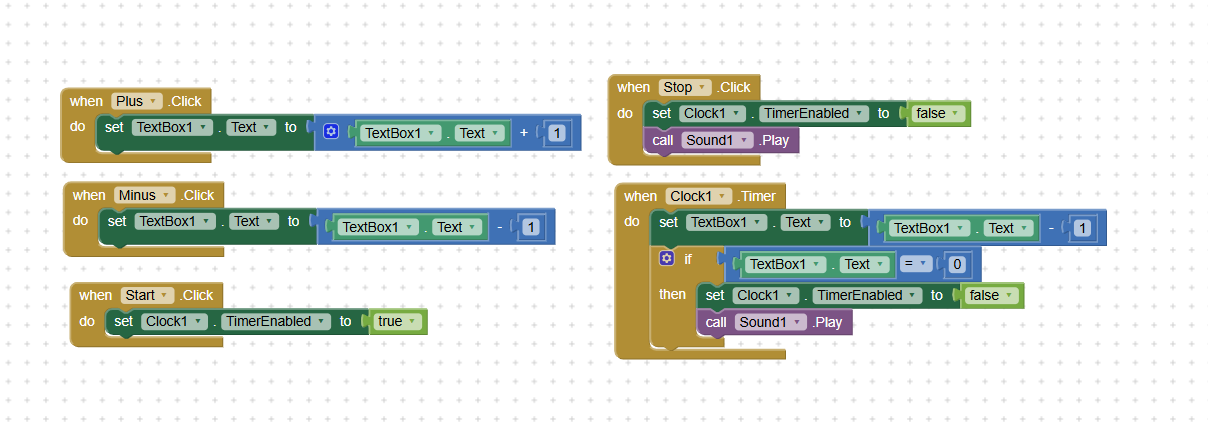 when Plus .Click
do set TextBox1 . Text to TextBox1 . Text + 1
when Minus .Click
do set TextBox1 . Text to TextBox1 . Text - 1
when Start .Click
do set Clock1 . TimerEnabled to true
when Stop .Click
do set Clock1 . TimerEnabled to false
call Sound1 .Play
when Clock1 .Timer
do set TextBox1 . Text to TextBox1 . Text - 1
if TextBox1 . Text = 0
then set Clock1 . TimerEnabled to false
call Sound1 .Play